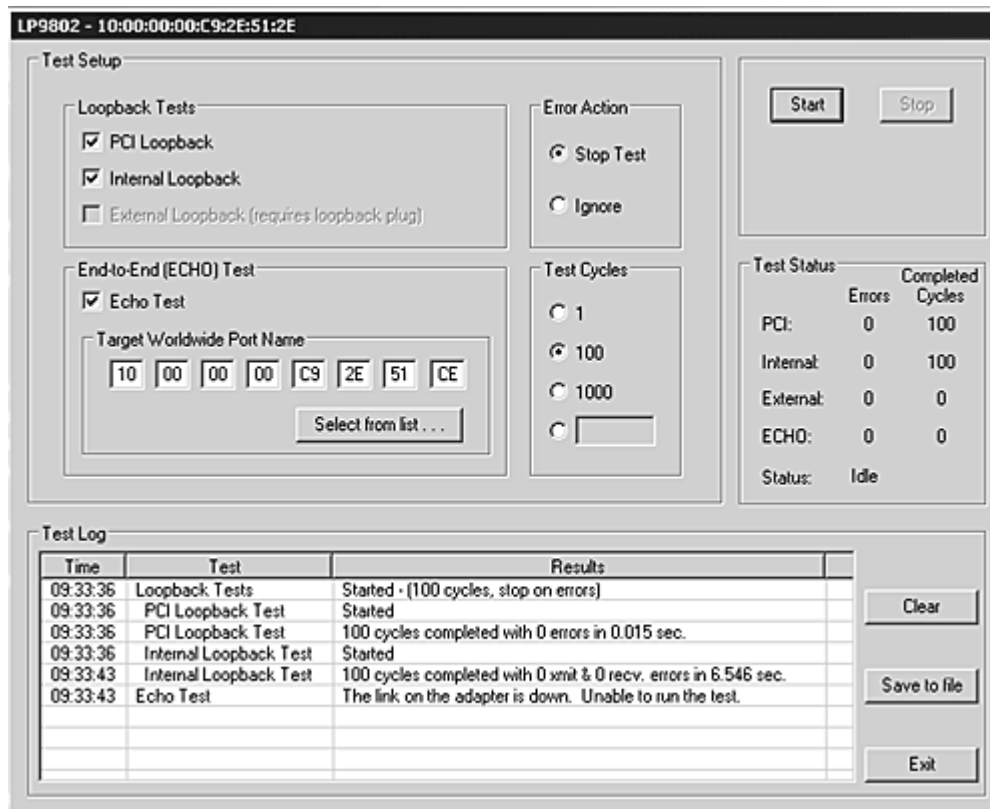 LP9802 - 10:00:00:00:C9:2E:51:2E
Test Setup
Loopback Tests
PCI Loopback
Internal Loopback
External Loopback (requires loopback plug)
Error Action
Stop Test
Ignore
Start
Stop
End-to-End (ECHO) Test
Echo Test
Target Worldwide Port Name
10 00 00 00 C9 2E 51 CE
Select from list . . .
Test Cycles
1
100
1000
Test Status
Errors Completed Cycles
PCI: 0 100
Internal: 0 100
External: 0 0
ECHO: 0 0
Status: Idle
Test Log
Time Test Results
09:33:36 Loopback Tests Started - (100 cycles, stop on errors)
09:33:36 PCI Loopback Test Started
09:33:36 PCI Loopback Test 100 cycles completed with 0 errors in 0.015 sec.
09:33:36 Internal Loopback Test Started
09:33:43 Internal Loopback Test 100 cycles completed with 0 xmit & 0 recv. errors in 6.546 sec.
09:33:43 Echo Test The link on the adapter is down. Unable to run the test.
Clear
Save to file
Exit